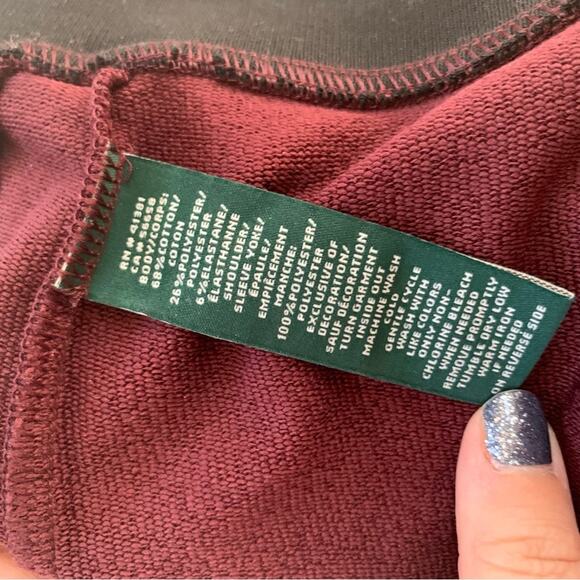 RN # 41381
CA # 56658
BODY/CORPS:
68%COTTON/
COTON
26%POLYESTER/
POLYESTER
6%ELASTANE/
ÉLASTHANNE
SHOULDER/
SLEEVE YOKE/
ÉPAULE/
EMPIÈCEMENT
MANCHE:
100%POLYESTER/
POLYESTER
EXCLUSIVE OF
DECORATION/
SAUF DÉCORATION
TURN GARMENT
INSIDE OUT
MACHINE WASH
COLD
GENTLE CYCLE
WASH WITH
LIKE COLORS
ONLY NON-
CHLORINE BLEACH
WHEN NEEDED
REMOVE PROMPTLY
TUMBLE DRY LOW
WARM IRON
IF NEEDED
ON REVERSE SIDE